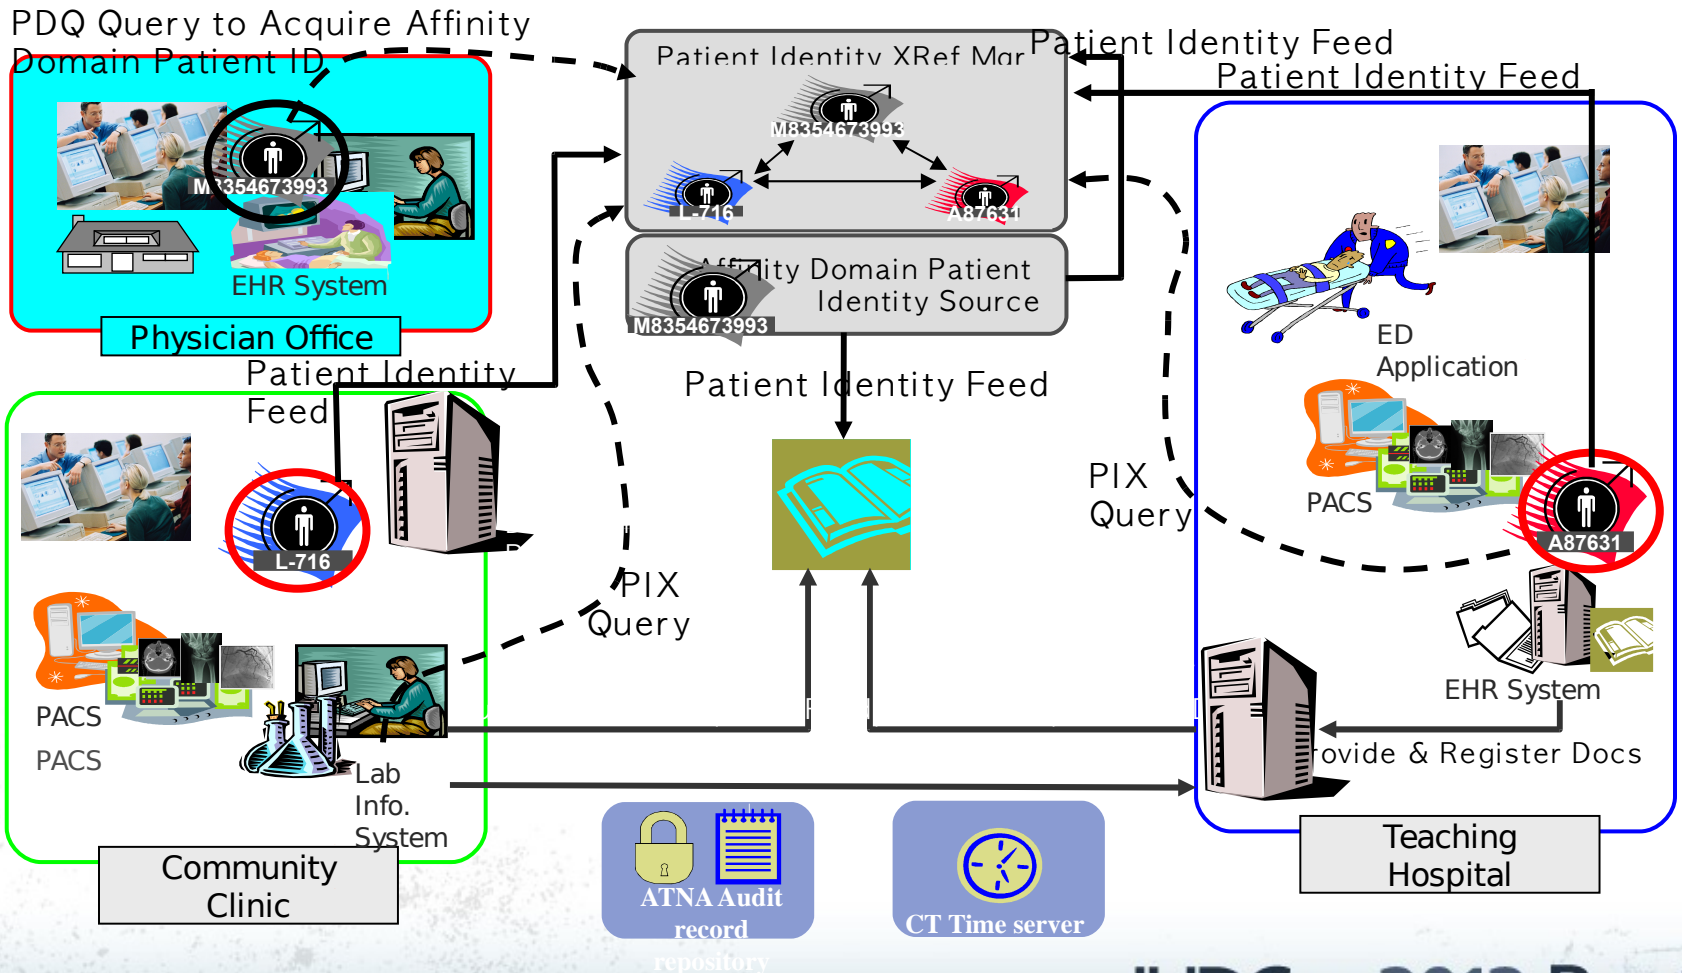 PDQ Query to Acquire Affinity
Domain Patient ID
M8354673993
EHR System
Physician Office
Patient Identity XRef Mgr
M8354673993
L-716
A87631
Affinity Domain Patient
Identity Source
M8354673993
Patient Identity Feed
Patient Identity Feed
ED
Application
PACS
A87631
EHR System
Patient Identity
Feed
L-716
Patient Identity Feed
PIX
Query
PIX
Query
PACS
PACS
Lab
Info.
System
Community
Clinic
ovide & Register Docs
Teaching
Hospital
ATNA Audit
record
repository
CT Time server